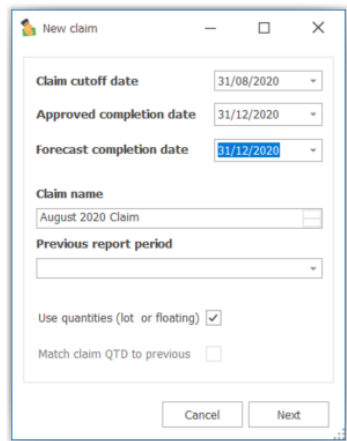 New claim
Claim cutoff date 31/08/2020
Approved completion date 31/12/2020
Forecast completion date 31/12/2020
Claim name
August 2020 Claim
Previous report period
Use quantities (lot or floating)
Match claim QTD to previous
Cancel Next